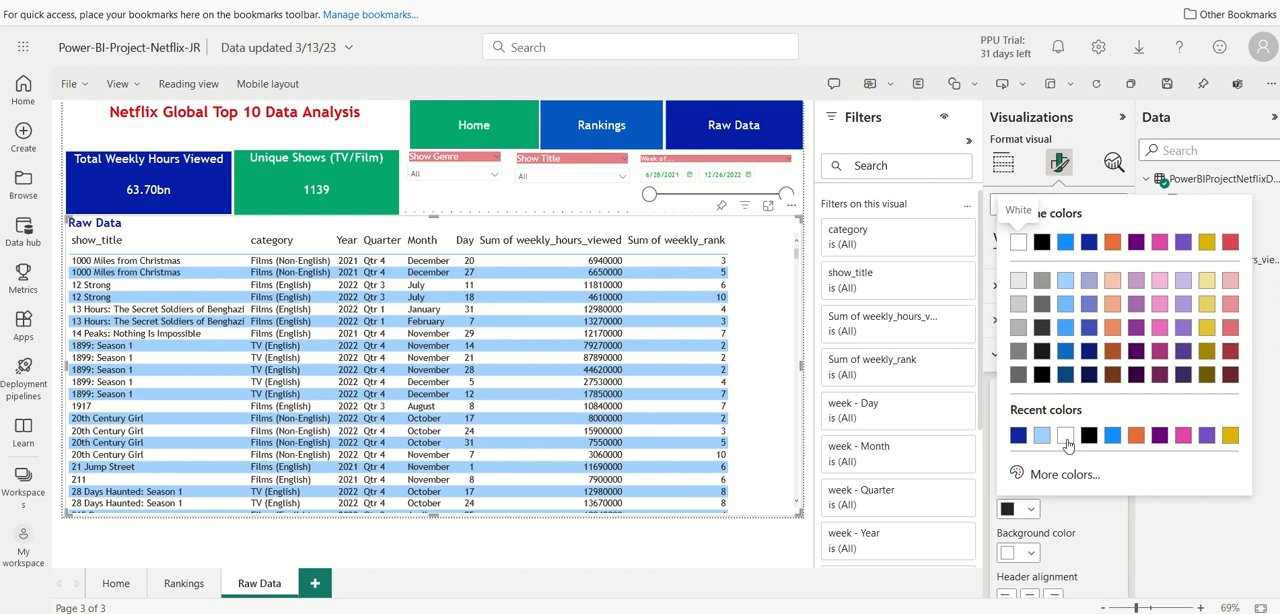 For quick access, place your bookmarks here on the bookmarks toolbar. Manage bookmarks...
Other Bookmarks
Power-BI-Project-Netflix-JR
Data updated 3/13/23
Search
PPU Trial:
31 days left
File
View
Reading view
Mobile layout
Home
Create
Browse
Data hub
Metrics
Apps
Deployment
pipelines
Learn
Workspace
s
My
workspace
Netflix Global Top 10 Data Analysis
Home
Rankings
Raw Data
Total Weekly Hours Viewed
63.70bn
Unique Shows (TV/Film)
1139
Show Genre
All
Show Title
All
Week of...
6/28/2021
12/26/2022
Raw Data
show_title category Year Quarter Month Day Sum of weekly_hours_viewed Sum of weekly_rank
1000 Miles from Christmas Films (Non-English) 2021 Qtr 4 December 20 6940000 3
1000 Miles from Christmas Films (Non-English) 2021 Qtr 4 December 27 6650000 5
12 Strong Films (English) 2022 Qtr 3 July 11 11810000 6
12 Strong Films (English) 2022 Qtr 3 July 18 4610000 10
13 Hours: The Secret Soldiers of Benghazi Films (English) 2022 Qtr 1 January 31 12980000 4
13 Hours: The Secret Soldiers of Benghazi Films (English) 2022 Qtr 1 February 7 13270000 3
14 Peaks: Nothing Is Impossible Films (English) 2021 Qtr 4 November 29 12170000 7
1899: Season 1 TV (English) 2022 Qtr 4 November 14 79270000 2
1899: Season 1 TV (English) 2022 Qtr 4 November 21 87890000 2
1899: Season 1 TV (English) 2022 Qtr 4 November 28 44620000 2
1899: Season 1 TV (English) 2022 Qtr 4 December 5 27530000 4
1899: Season 1 TV (English) 2022 Qtr 4 December 12 17850000 7
1917 Films (English) 2022 Qtr 3 August 8 10840000 7
20th Century Girl Films (Non-English) 2022 Qtr 4 October 17 8000000 2
20th Century Girl Films (Non-English) 2022 Qtr 4 October 24 15900000 3
20th Century Girl Films (Non-English) 2022 Qtr 4 October 31 7550000 5
20th Century Girl Films (Non-English) 2022 Qtr 4 November 7 3060000 10
21 Jump Street Films (English) 2021 Qtr 4 November 1 11690000 6
211 Films (English) 2021 Qtr 4 November 8 7900000 6
28 Days Haunted: Season 1 TV (English) 2022 Qtr 4 October 17 12980000 8
28 Days Haunted: Season 1 TV (English) 2022 Qtr 4 October 24 13670000 8
Filters
Search
Filters on this visual
category
is (All)
show_title
is (All)
Sum of weekly_hours_v...
is (All)
Sum of weekly_rank
is (All)
week - Day
is (All)
week - Month
is (All)
week - Quarter
is (All)
week - Year
is (All)
Visualizations
Format visual
White
e colors
Recent colors
More colors...
Background color
Header alignment
Data
Search
PowerBIProjectNetflixD...
Home
Rankings
Raw Data
Page 3 of 3
69%